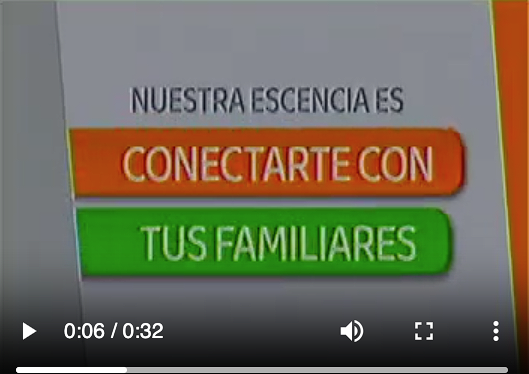 NUESTRA ESCENCIA ES
CONECTARTE CON
TUS FAMILIARES
0:06 / 0:32